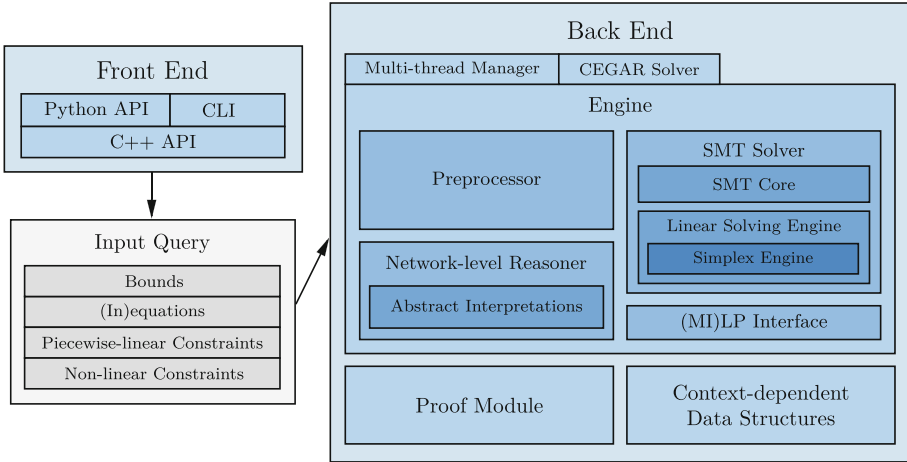 Front End
Python API
CLI
C++ API
Input Query
Bounds
(In)equations
Piecewise-linear Constraints
Non-linear Constraints
Back End
Multi-thread Manager
CEGAR Solver
Engine
Preprocessor
Network-level Reasoner
Abstract Interpretations
SMT Solver
SMT Core
Linear Solving Engine
Simplex Engine
(MI)LP Interface
Proof Module
Context-dependent
Data Structures